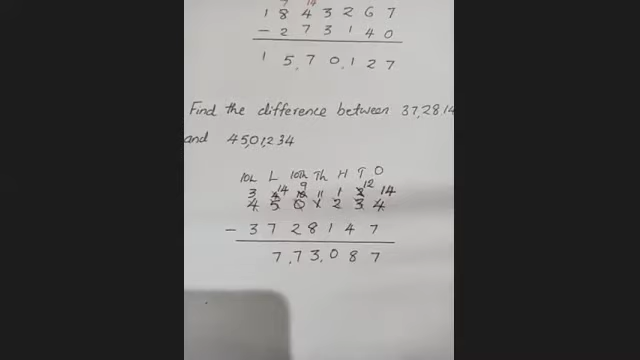 7 14
1 8 4 3 2 6 7
- 2 7 3 1 4 0
1 5,7 0,1 2 7
Find the difference between 37,28,14
and 45,01,234
10L L 10Th Th H T O
3 14 9 11 1 12 14
4 5 0 1 2 3 4
- 3 7 2 8 1 4 7
7,7 3,0 8 7